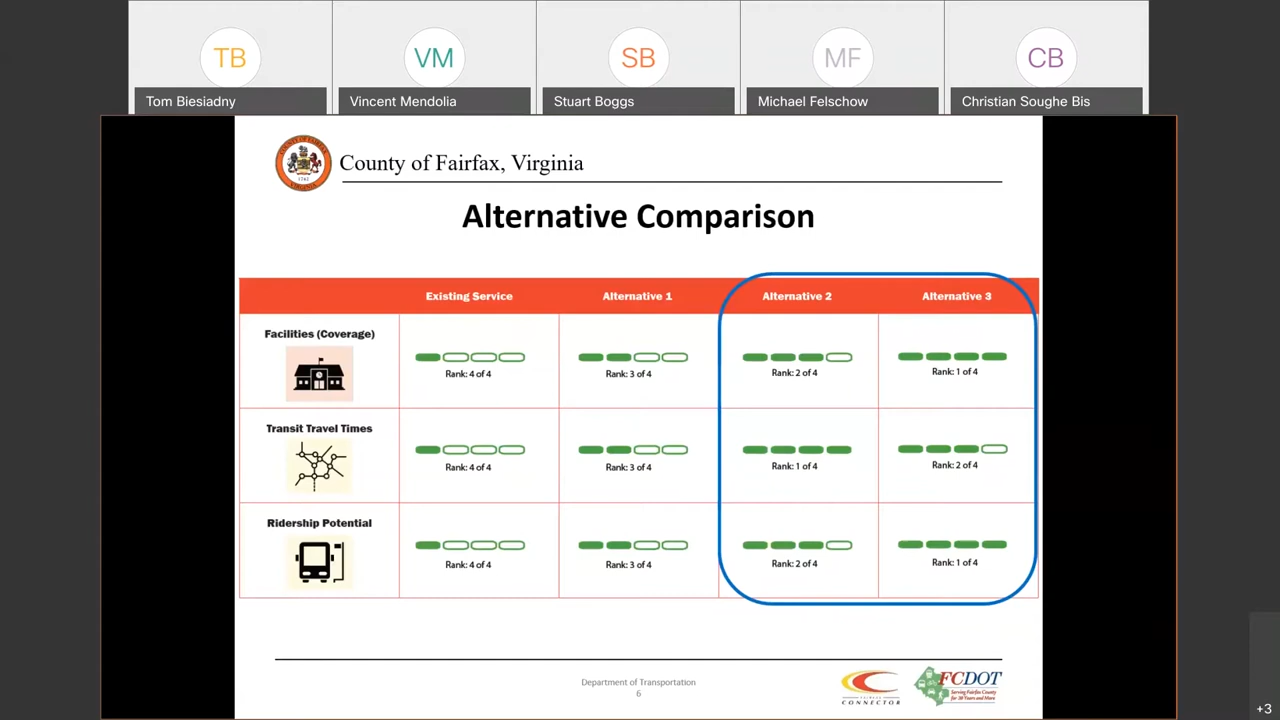 TB
VM
SB
MF
CB
Tom Biesiadny
Vincent Mendolia
Stuart Boggs
Michael Felschow
Christian Soughe Bis
County of Fairfax, Virginia
Alternative Comparison
Existing Service
Alternative 1
Alternative 2
Alternative 3
Facilities (Coverage)
Rank: 4 of 4
Rank: 3 of 4
Rank: 2 of 4
Rank: 1 of 4
Transit Travel Times
Rank: 4 of 4
Rank: 3 of 4
Rank: 1 of 4
Rank: 2 of 4
Ridership Potential
Rank: 4 of 4
Rank: 3 of 4
Rank: 2 of 4
Rank: 1 of 4
Department of Transportation
6
FAIRFAX
CONNECTOR
FCDOT
Serving Fairfax County
for 30 Years and More
+3